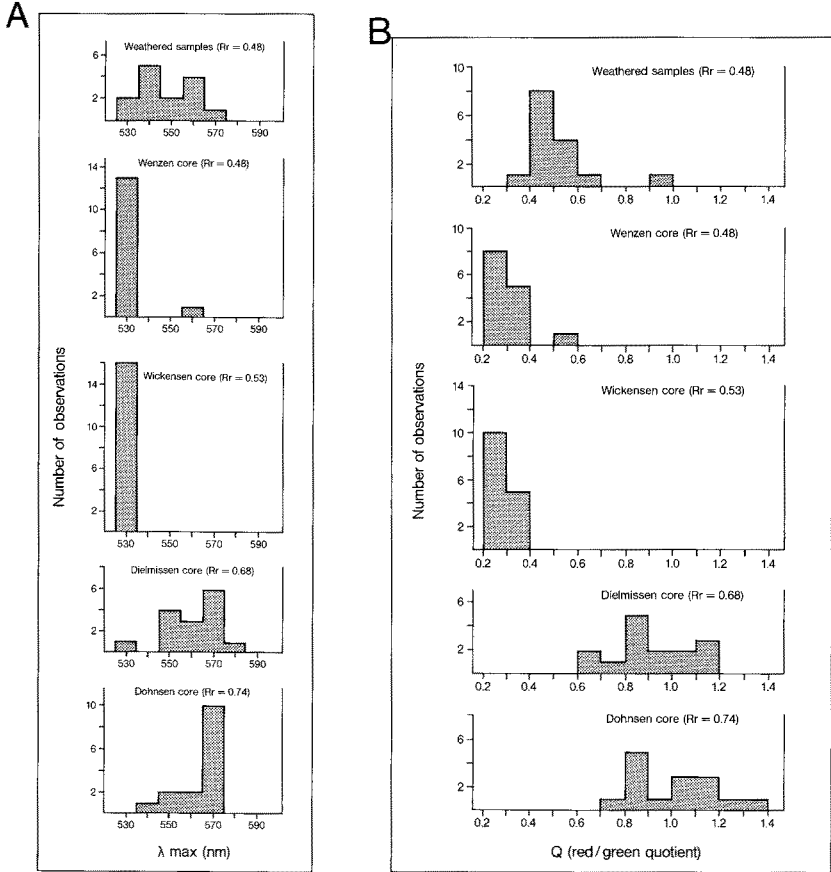 A
Weathered samples (Rr = 0.48)
6
4
2
530 550 570 590
Wenzen core (Rr = 0.48)
14
10
6
2
530 550 570 590
Wickensen core (Rr = 0.53)
14
10
6
2
530 550 570 590
Dielmissen core (Rr = 0.68)
6
2
530 550 570 590
Dohnsen core (Rr = 0.74)
10
6
2
530 550 570 590
Number of observations
λ max (nm)
B
Weathered samples (Rr = 0.48)
10
6
2
0.2 0.4 0.6 0.8 1.0 1.2 1.4
Wenzen core (Rr = 0.48)
10
6
2
0.2 0.4 0.6 0.8 1.0 1.2 1.4
Wickensen core (Rr = 0.53)
14
10
6
2
0.2 0.4 0.6 0.8 1.0 1.2 1.4
Dielmissen core (Rr = 0.68)
6
2
0.2 0.4 0.6 0.8 1.0 1.2 1.4
Dohnsen core (Rr = 0.74)
6
2
0.2 0.4 0.6 0.8 1.0 1.2 1.4
Number of observations
Q (red/green quotient)